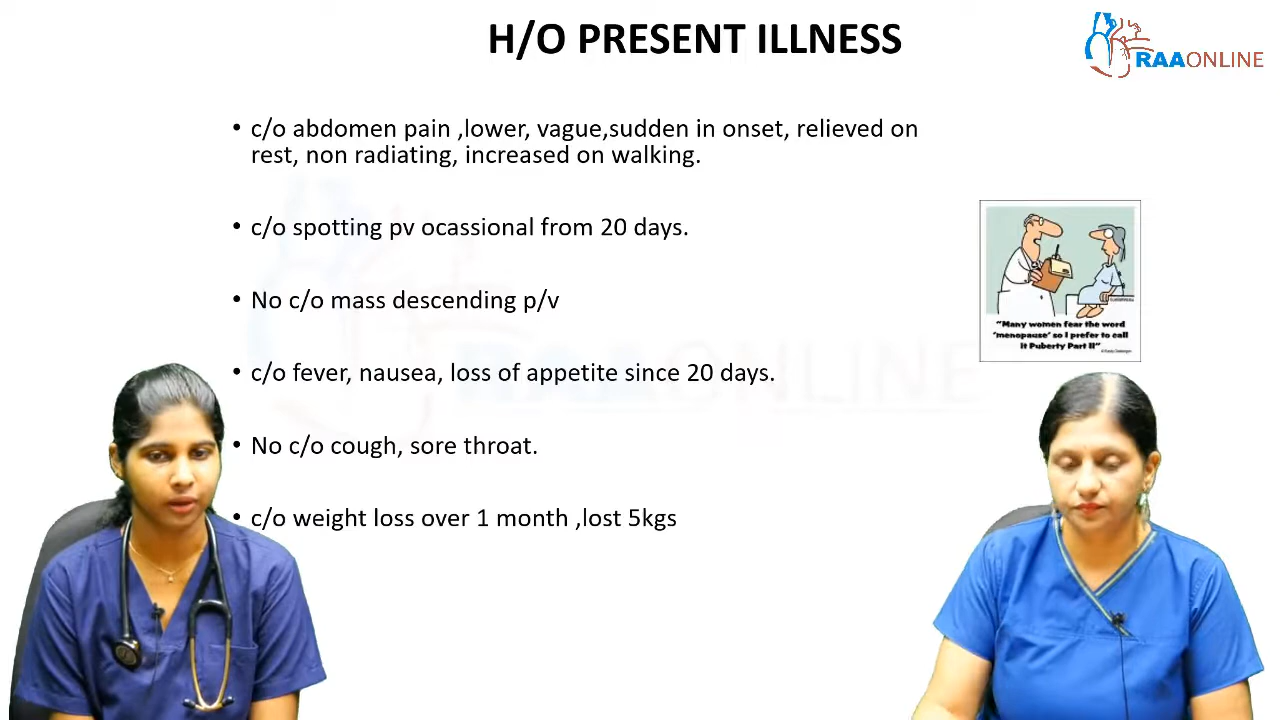 H/O PRESENT ILLNESS
RAAONLINE
• c/o abdomen pain ,lower, vague,sudden in onset, relieved on
rest, non radiating, increased on walking.
• c/o spotting pv ocassional from 20 days.
• No c/o mass descending p/v
• c/o fever, nausea, loss of appetite since 20 days.
• No c/o cough, sore throat.
• c/o weight loss over 1 month ,lost 5kgs
"Many women fear the word
'menopause' so I prefer to call
it Puberty Part II"